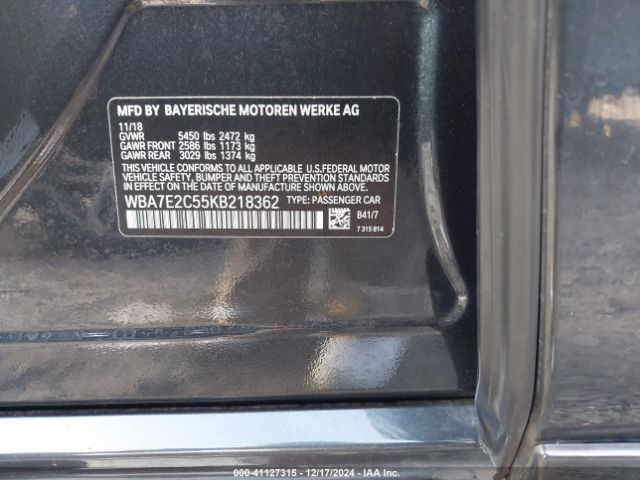 MFD BY BAYERISCHE MOTOREN WERKE AG
11/18
GVWR 5450 lbs 2472 kg
GAWR FRONT 2586 lbs 1173 kg
GAWR REAR 3029 lbs 1374 kg
THIS VEHICLE CONFORMS TO ALL APPLICABLE U.S.FEDERAL MOTOR
VEHICLE SAFETY, BUMPER AND THEFT PREVENTION STANDARDS IN
EFFECT ON THE DATE OF MANUFACTURE SHOWN ABOVE.
WBA7E2C55KB218362 TYPE: PASSENGER CAR
B41/7
7 315 814
00-41127315 - 12/17/2024 - IAA Inc.